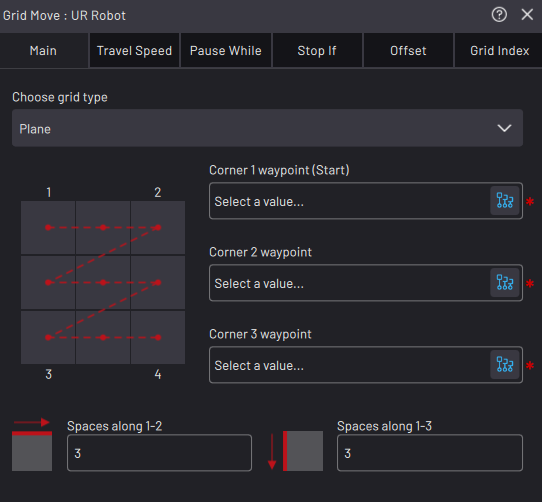 Grid Move : UR Robot
Main Travel Speed Pause While Stop If Offset Grid Index
Choose grid type
Plane
Corner 1 waypoint (Start)
1 2
Select a value... *
Corner 2 waypoint
Select a value... *
Corner 3 waypoint
Select a value... *
3 4
Spaces along 1-2 Spaces along 1-3
3 3